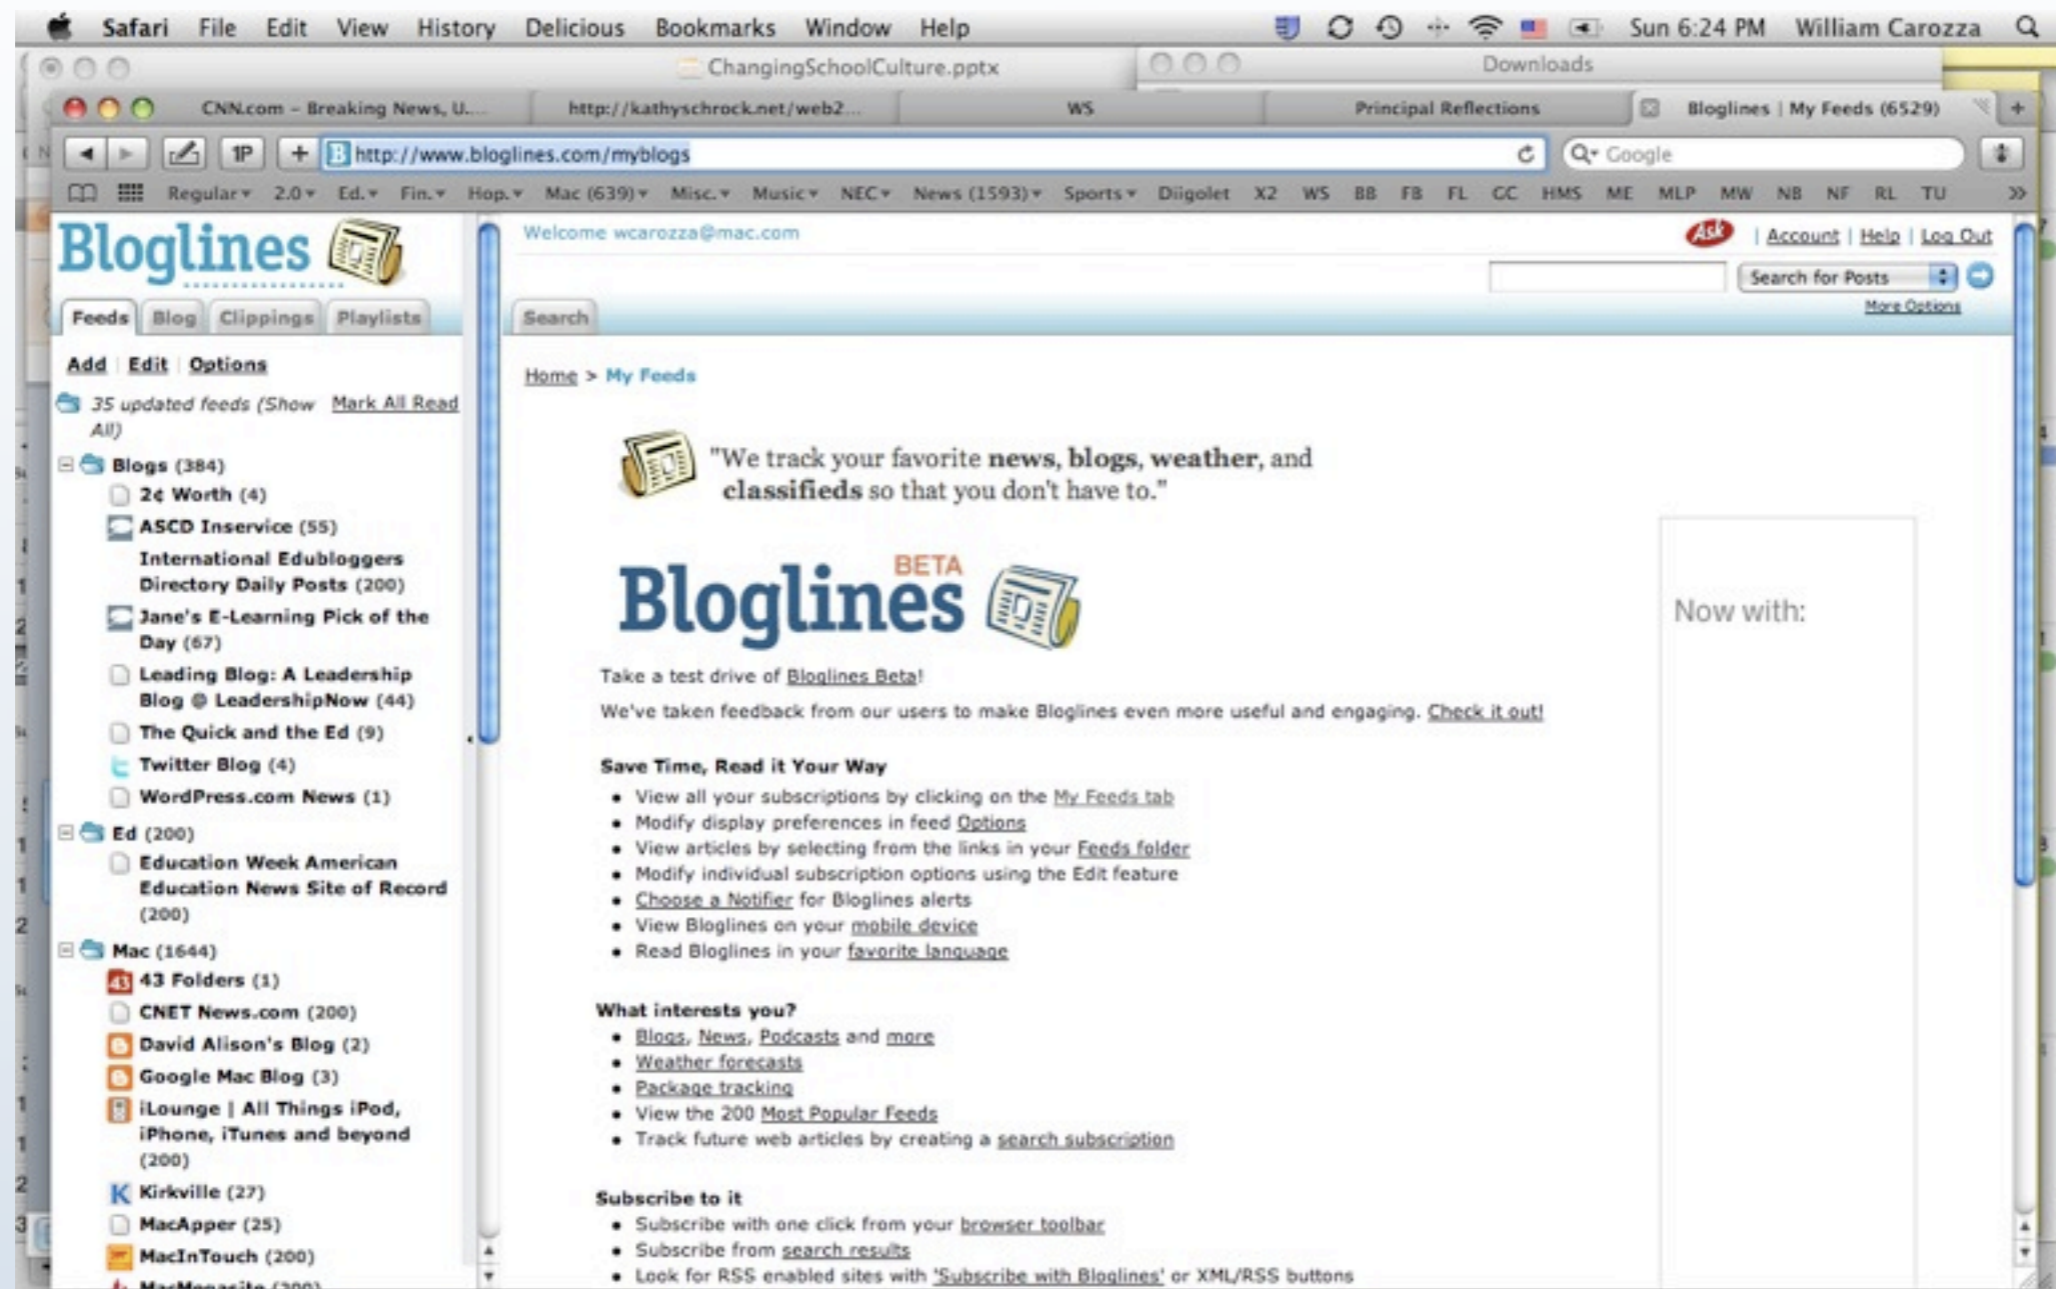 Safari File Edit View History Delicious Bookmarks Window Help Sun 6:24 PM William Carozza
ChangingSchoolCulture.pptx Downloads
CNN.com – Breaking News, U.... http://kathyschrock.net/web2... WS Principal Reflections Bloglines | My Feeds (6529)
1P + http://www.bloglines.com/myblogs Google
Regular 2.0 Ed. Fin. Hop. Mac (639) Misc. Music NEC News (1593) Sports Diigolet X2 WS BB FB FL GC HMS ME MLP MW NB NF RL TU
Bloglines
Welcome wcarozza@mac.com
Ask | Account | Help | Log Out
Search for Posts
More Options
Feeds Blog Clippings Playlists
Search
Add | Edit | Options
35 updated feeds (Show Mark All Read
All)
Blogs (384)
2¢ Worth (4)
ASCD Inservice (55)
International Edubloggers
Directory Daily Posts (200)
Jane's E-Learning Pick of the
Day (67)
Leading Blog: A Leadership
Blog @ LeadershipNow (44)
The Quick and the Ed (9)
Twitter Blog (4)
WordPress.com News (1)
Ed (200)
Education Week American
Education News Site of Record
(200)
Mac (1644)
43 43 Folders (1)
CNET News.com (200)
David Alison's Blog (2)
Google Mac Blog (3)
iLounge | All Things iPod,
iPhone, iTunes and beyond
(200)
K Kirkville (27)
MacApper (25)
MacInTouch (200)
MacMegasite (200)
Home > My Feeds
"We track your favorite news, blogs, weather, and
classifieds so that you don't have to."
Bloglines BETA
Now with:
Take a test drive of Bloglines Beta!
We've taken feedback from our users to make Bloglines even more useful and engaging. Check it out!
Save Time, Read it Your Way
• View all your subscriptions by clicking on the My Feeds tab
• Modify display preferences in feed Options
• View articles by selecting from the links in your Feeds folder
• Modify individual subscription options using the Edit feature
• Choose a Notifier for Bloglines alerts
• View Bloglines on your mobile device
• Read Bloglines in your favorite language
What interests you?
• Blogs, News, Podcasts and more
• Weather forecasts
• Package tracking
• View the 200 Most Popular Feeds
• Track future web articles by creating a search subscription
Subscribe to it
• Subscribe with one click from your browser toolbar
• Subscribe from search results
• Look for RSS enabled sites with 'Subscribe with Bloglines' or XML/RSS buttons